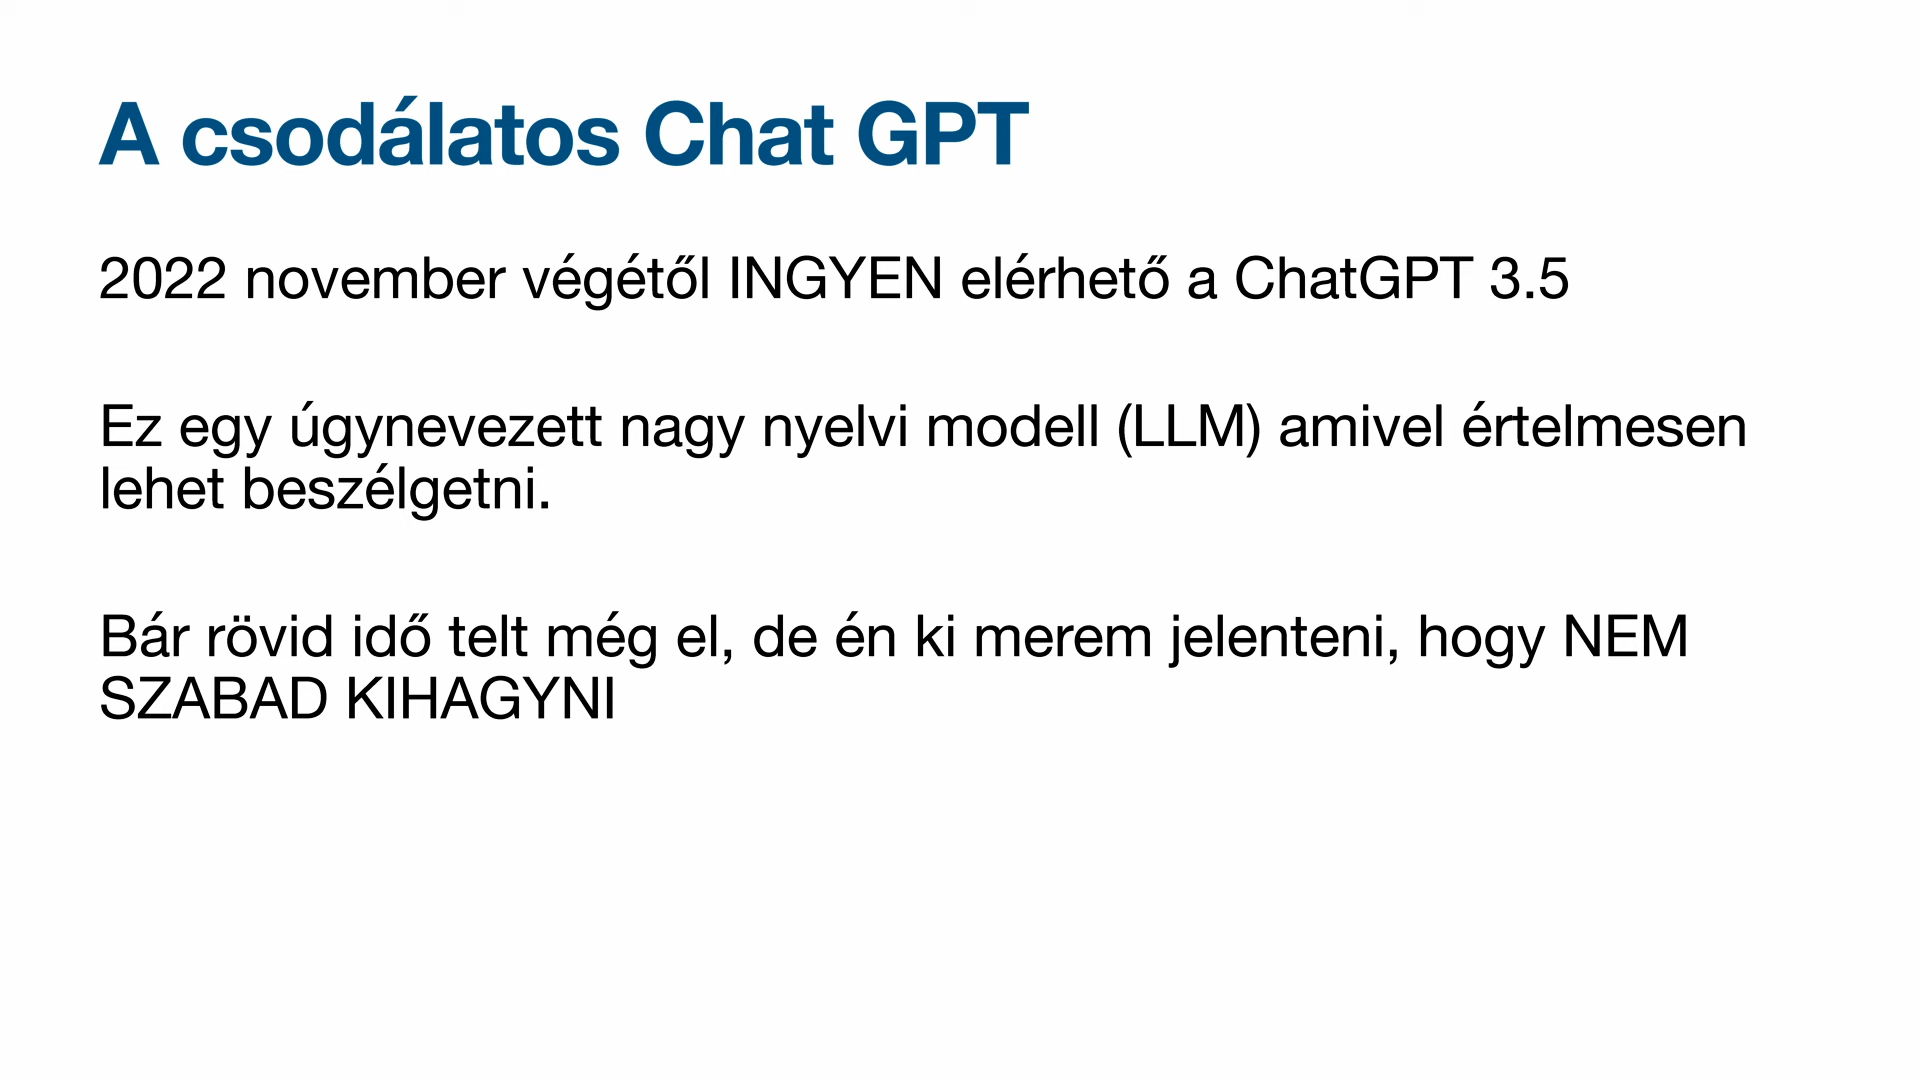 A csodálatos Chat GPT
2022 november végétől INGYEN elérhető a ChatGPT 3.5
Ez egy úgynevezett nagy nyelvi modell (LLM) amivel értelmesen
lehet beszélgetni.
Bár rövid idő telt még el, de én ki merem jelenteni, hogy NEM
SZABAD KIHAGYNI